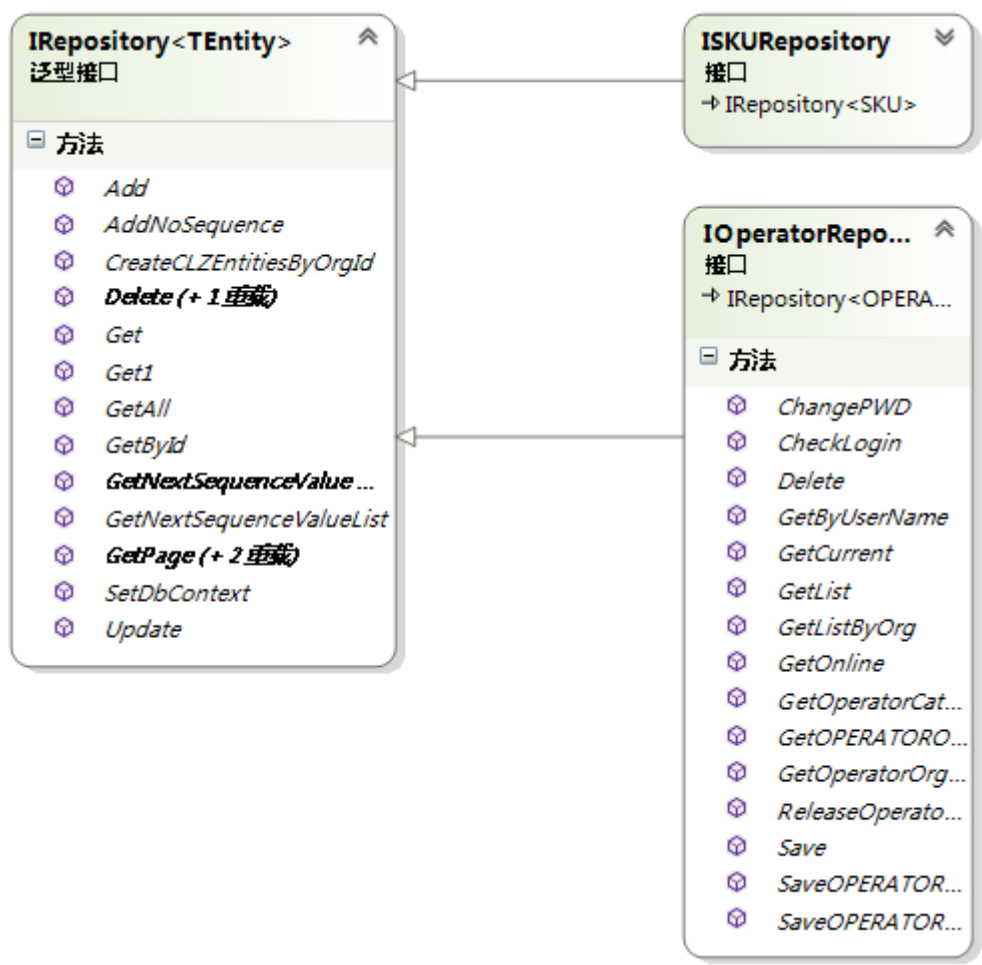 IRepository<TEntity>
泛型接口
方法
Add
AddNoSequence
CreateCLZEntitiesByOrgId
Delete (+ 1 重载)
Get
Get1
GetAll
GetById
GetNextSequenceValue ...
GetNextSequenceValueList
GetPage (+ 2 重载)
SetDbContext
Update
ISKURepository
接口
IRepository<SKU>
IOperatorRepo...
接口
IRepository<OPERA...
方法
ChangePWD
CheckLogin
Delete
GetByUserName
GetCurrent
GetList
GetListByOrg
GetOnline
GetOperatorCat...
GetOPERATORO...
GetOperatorOrg...
ReleaseOperato...
Save
SaveOPERATOR...
SaveOPERATOR...